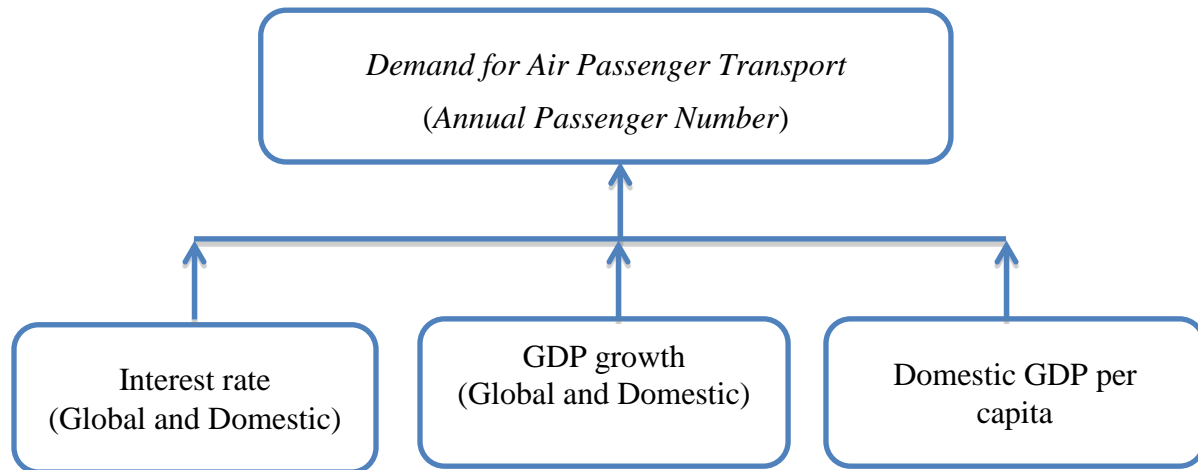 Demand for Air Passenger Transport
(Annual Passenger Number)
Interest rate
(Global and Domestic)
GDP growth
(Global and Domestic)
Domestic GDP per
capita